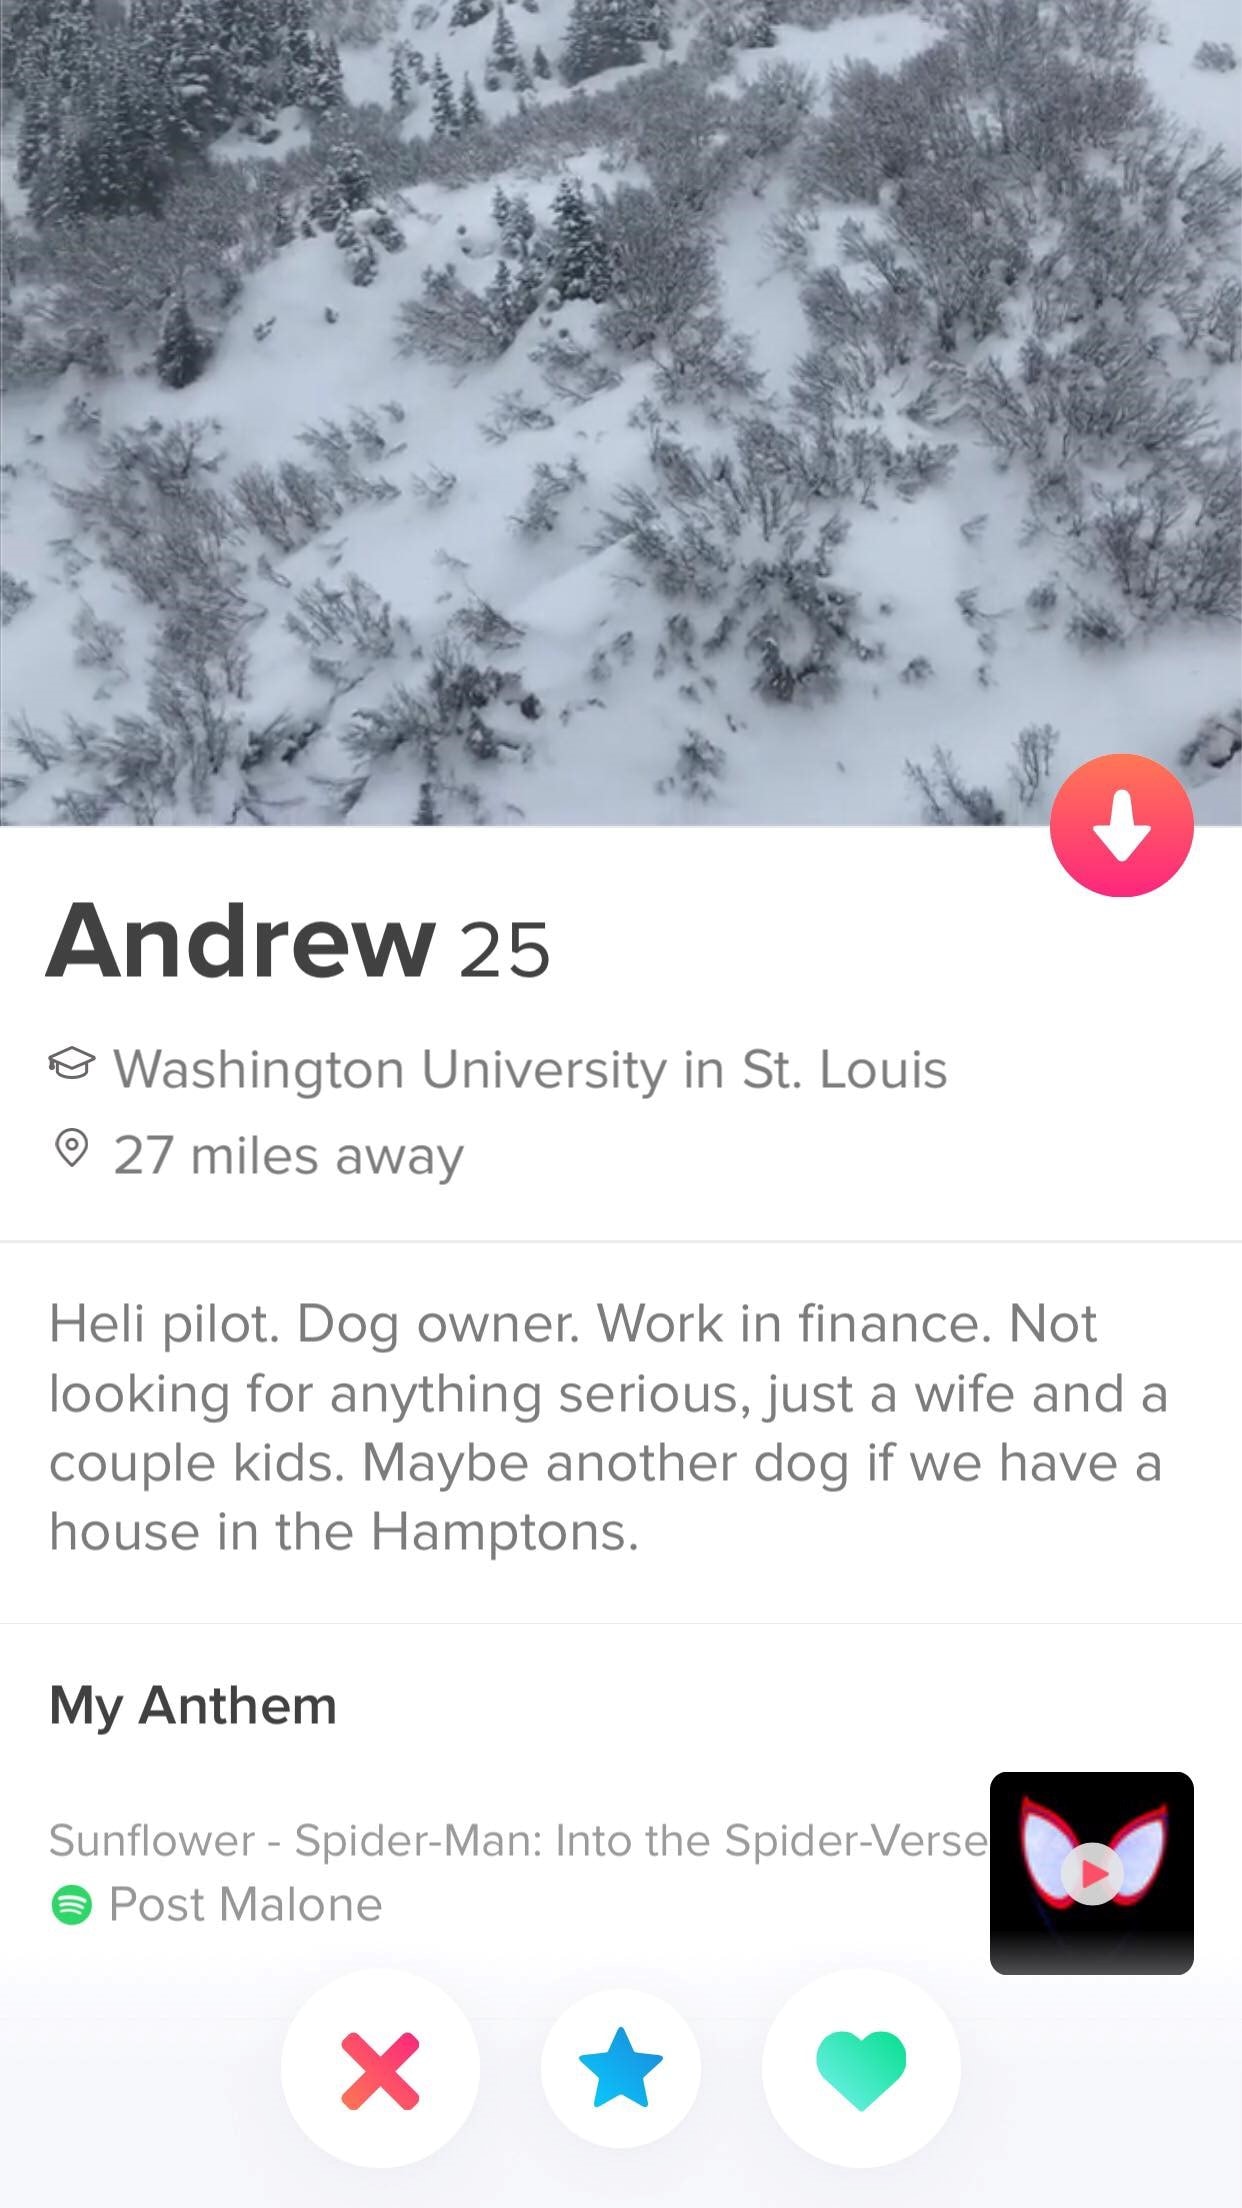 Andrew 25
Washington University in St. Louis
27 miles away
Heli pilot. Dog owner. Work in finance. Not
looking for anything serious, just a wife and a
couple kids. Maybe another dog if we have a
house in the Hamptons.
My Anthem
Sunflower - Spider-Man: Into the Spider-Verse
Post Malone